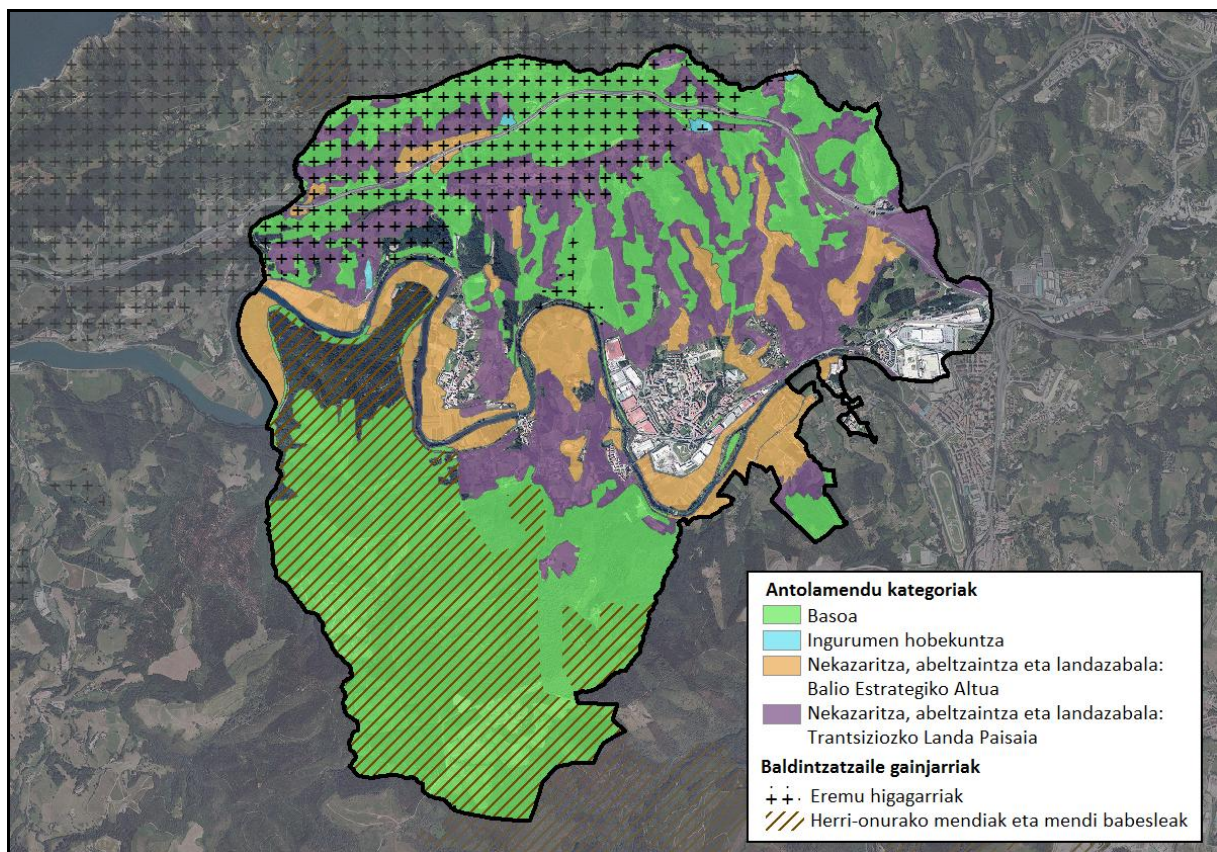 Antolamendu kategoriak
Basoa
Ingurumen hobekuntza
Nekazaritza, abeltzaintza eta landazabala:
Balio Estrategiko Altua
Nekazaritza, abeltzaintza eta landazabala:
Trantsiziozko Landa Paisaia
Baldintzatzaile gainjarriak
Eremu higagarriak
Herri-onurako mendiak eta mendi babesleak